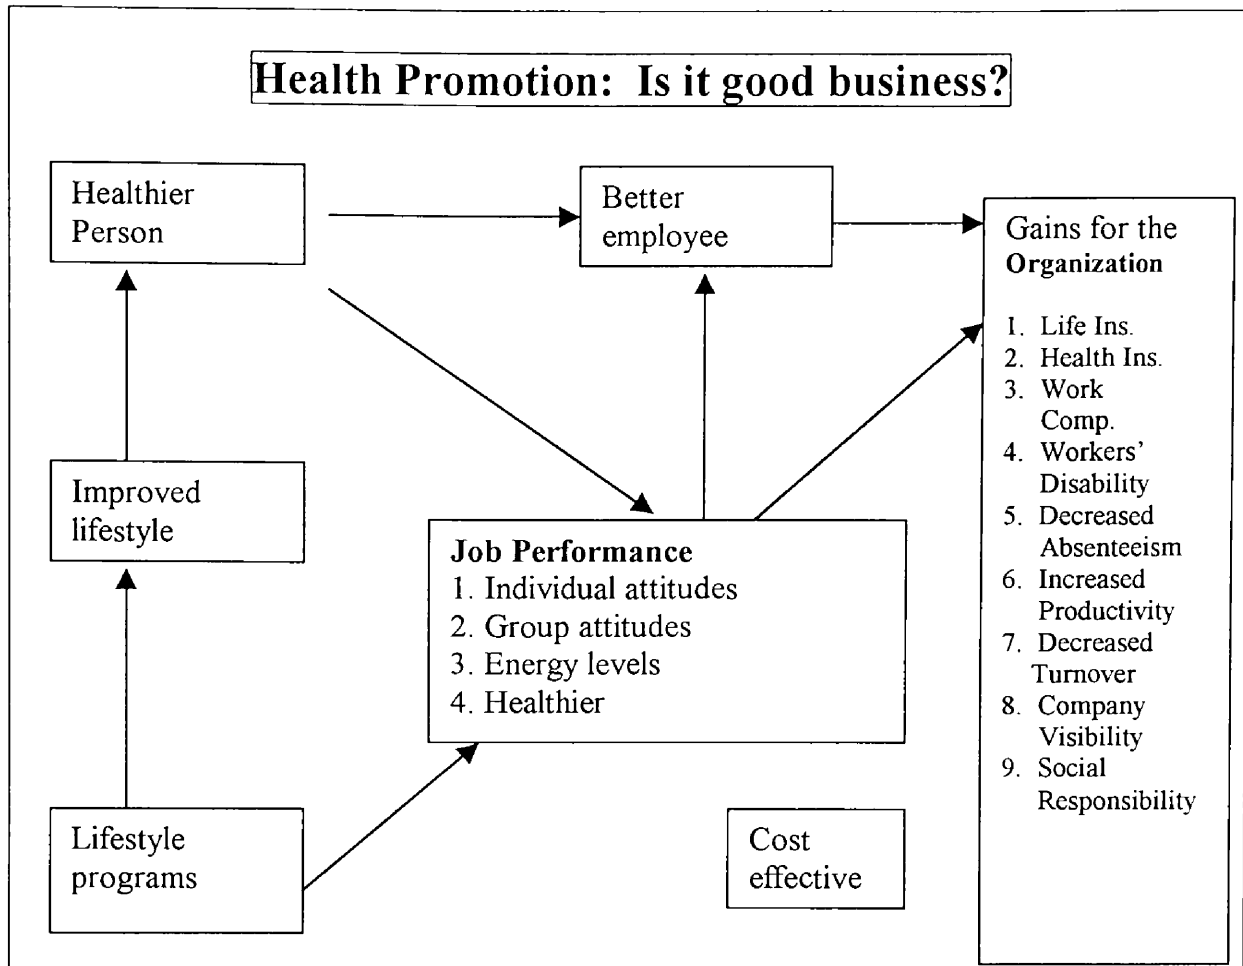 Health Promotion: Is it good business?
Healthier
Person
Better
employee
Gains for the
Organization
1. Life Ins.
2. Health Ins.
3. Work
Comp.
4. Workers'
Disability
5. Decreased
Absenteeism
6. Increased
Productivity
7. Decreased
Turnover
8. Company
Visibility
9. Social
Responsibility
Improved
lifestyle
Job Performance
1. Individual attitudes
2. Group attitudes
3. Energy levels
4. Healthier
Lifestyle
programs
Cost
effective